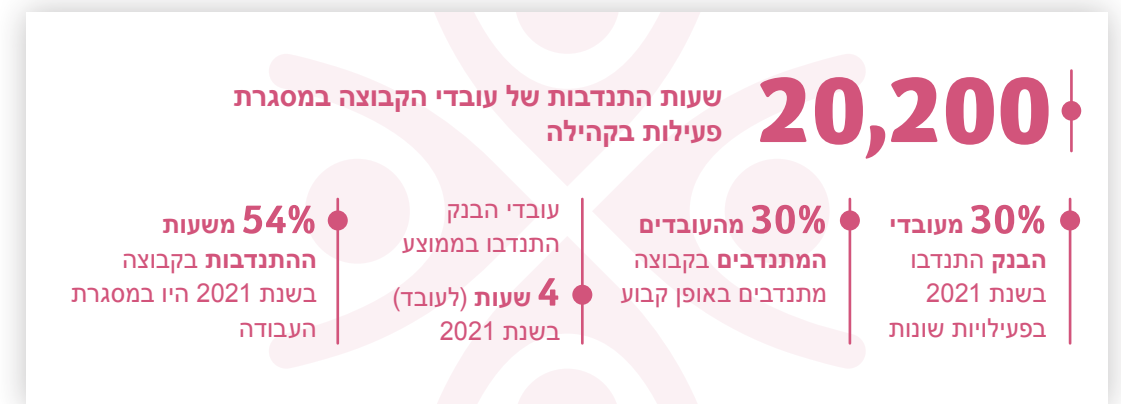 20,200
שעות התנדבות של עובדי הקבוצה במסגרת
פעילות בקהילה
30% מעובדי
הבנק התנדבו
בשנת 2021
בפעילויות שונות
30% מהעובדים
המתנדבים בקבוצה
מתנדבים באופן קבוע
עובדי הבנק
התנדבו בממוצע
4 שעות (לעובד)
בשנת 2021
54% משעות
ההתנדבות בקבוצה
בשנת 2021 היו במסגרת
העבודה